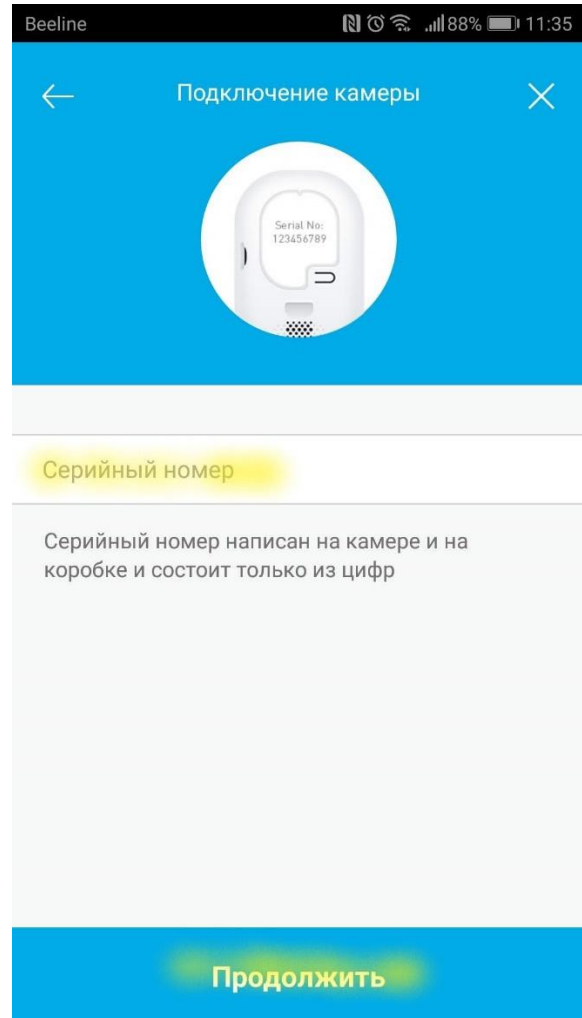 Beeline 88% 11:35
Подключение камеры
Serial No:
123456789
Серийный номер
Серийный номер написан на камере и на
коробке и состоит только из цифр
Продолжить